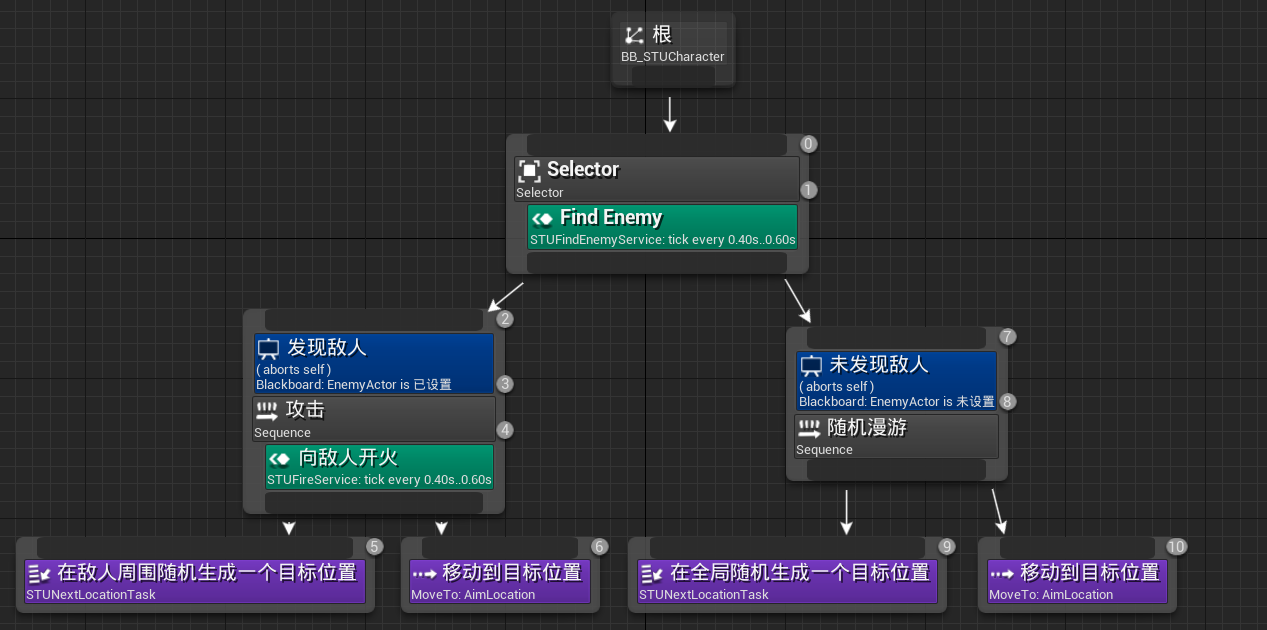 根
BB_STUCharacter
0
Selector
Selector
1
Find Enemy
STUFindEnemyService: tick every 0.40s..0.60s
2
发现敌人
( aborts self )
Blackboard: EnemyActor is 已设置
3
攻击
Sequence
4
向敌人开火
STUFireService: tick every 0.40s..0.60s
7
未发现敌人
( aborts self )
Blackboard: EnemyActor is 未设置
8
随机漫游
Sequence
5
在敌人周围随机生成一个目标位置
STUNextLocationTask
6
移动到目标位置
MoveTo: AimLocation
9
在全局随机生成一个目标位置
STUNextLocationTask
10
移动到目标位置
MoveTo: AimLocation